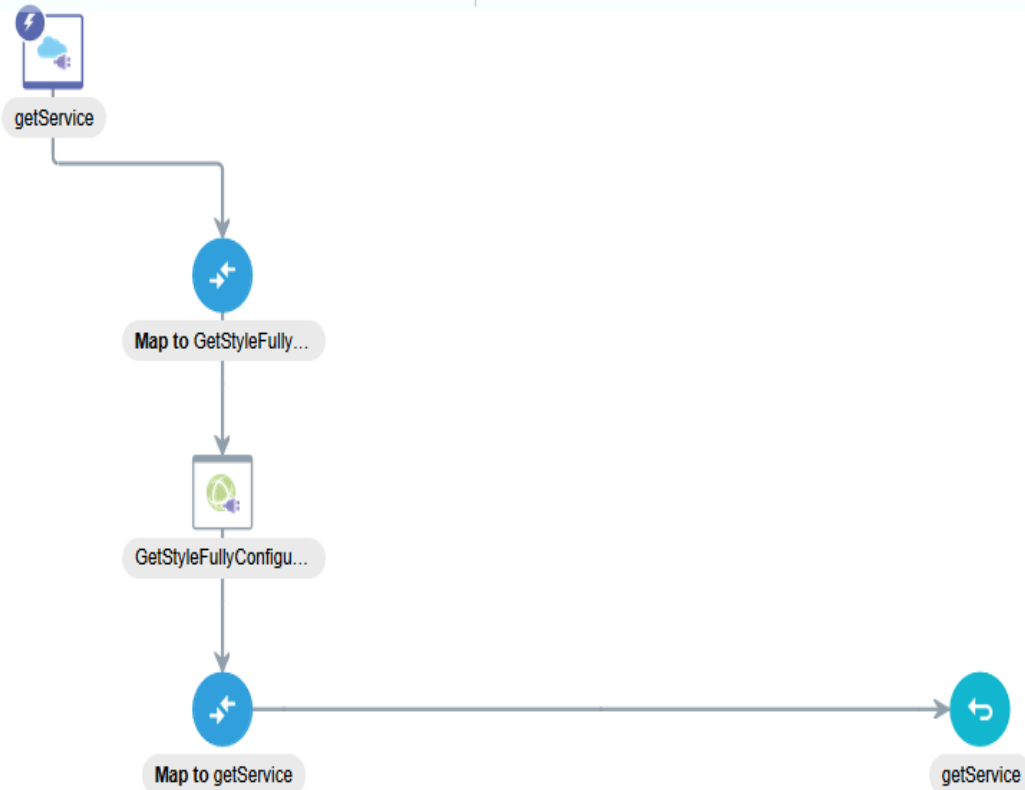 getService
Map to GetStyleFully...
GetStyleFullyConfigu...
Map to getService
getService